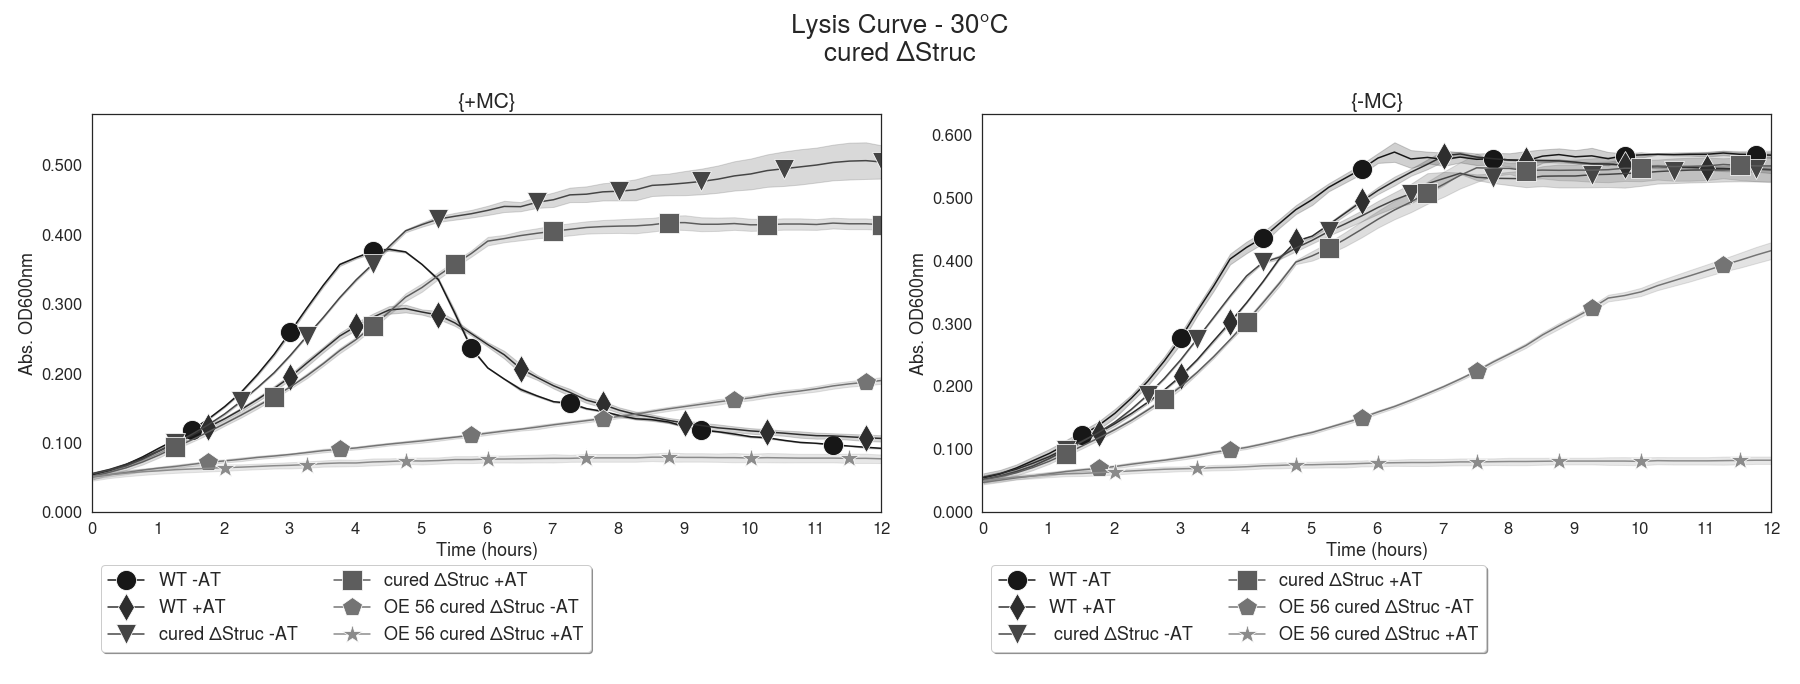 Lysis Curve - 30°C
cured ΔStruc
{+MC}
0.500
0.400
0.300
0.200
0.100
0.000
Abs. OD600nm
0 1 2 3 4 5 6 7 8 9 10 11 12
Time (hours)
WT -AT
WT +AT
cured ΔStruc -AT
cured ΔStruc +AT
OE 56 cured ΔStruc -AT
OE 56 cured ΔStruc +AT
{-MC}
0.600
0.500
0.400
0.300
0.200
0.100
0.000
Abs. OD600nm
0 1 2 3 4 5 6 7 8 9 10 11 12
Time (hours)
WT -AT
WT +AT
cured ΔStruc -AT
cured ΔStruc +AT
OE 56 cured ΔStruc -AT
OE 56 cured ΔStruc +AT